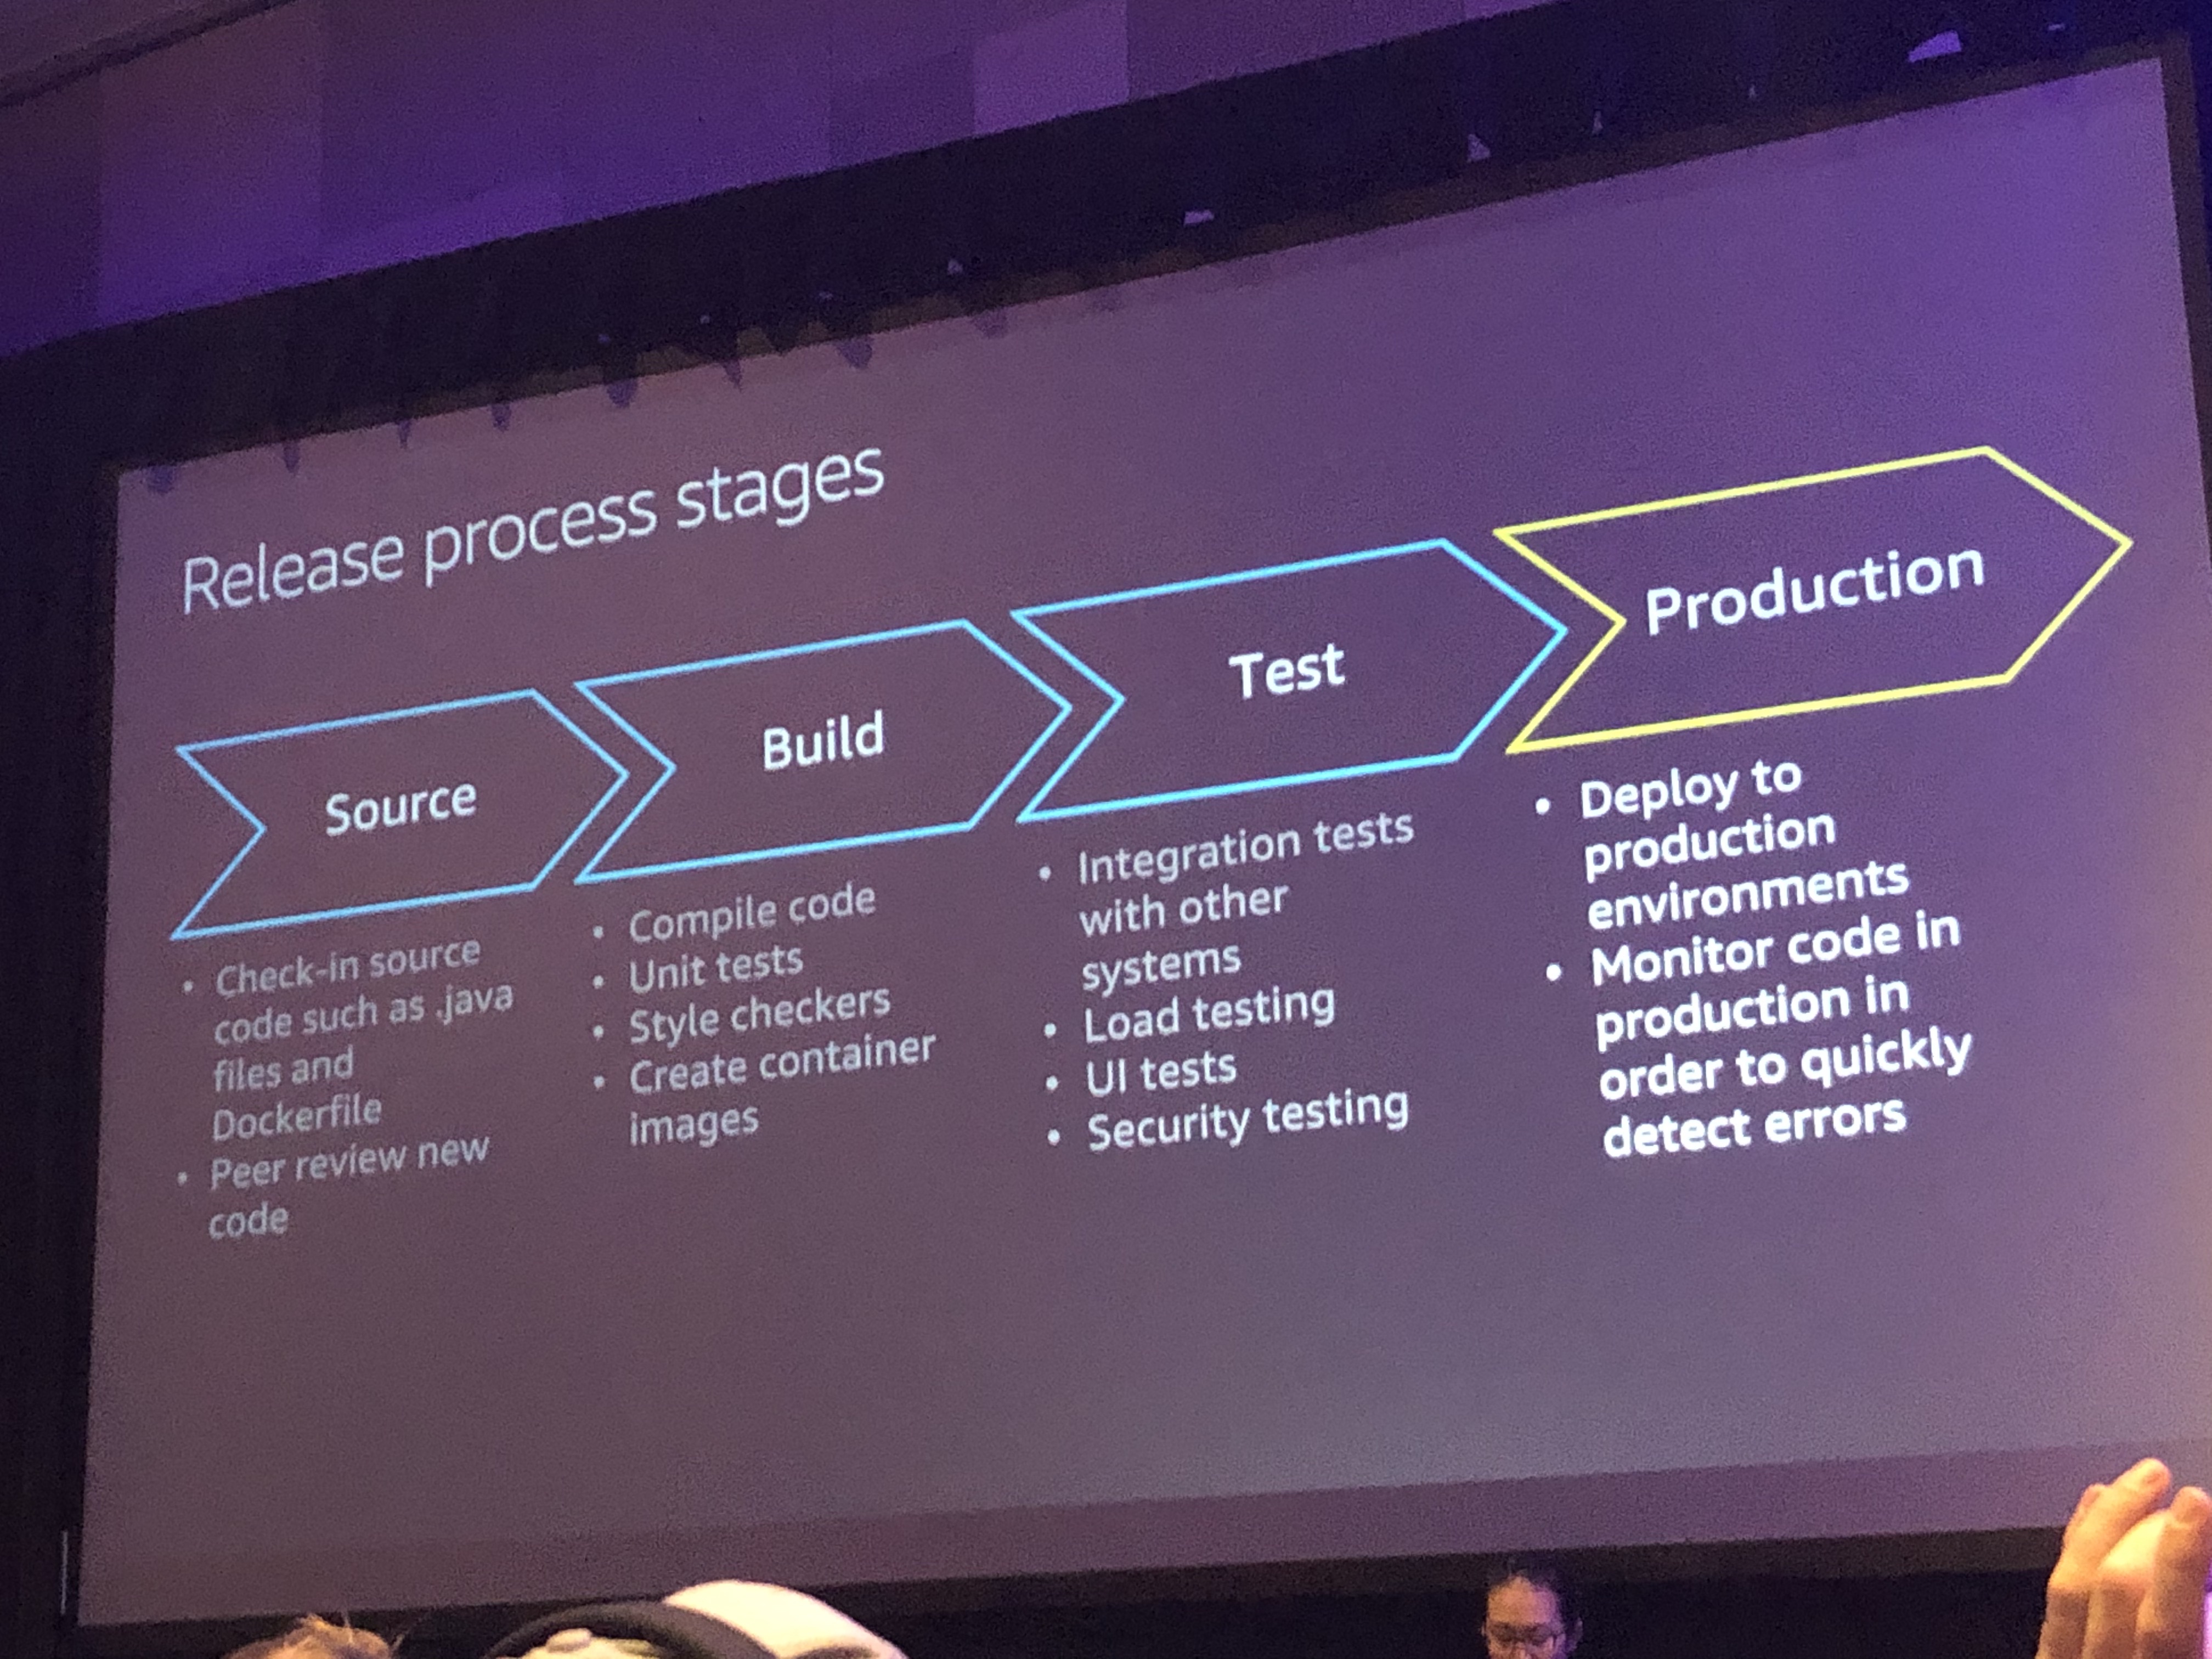 Release process stages
Source
Build
Test
Production
• Check-in source
code such as .java
files and
Dockerfile
• Peer review new
code
• Compile code
• Unit tests
• Style checkers
• Create container
images
• Integration tests
with other
systems
• Load testing
• UI tests
• Security testing
• Deploy to
production
environments
• Monitor code in
production in
order to quickly
detect errors